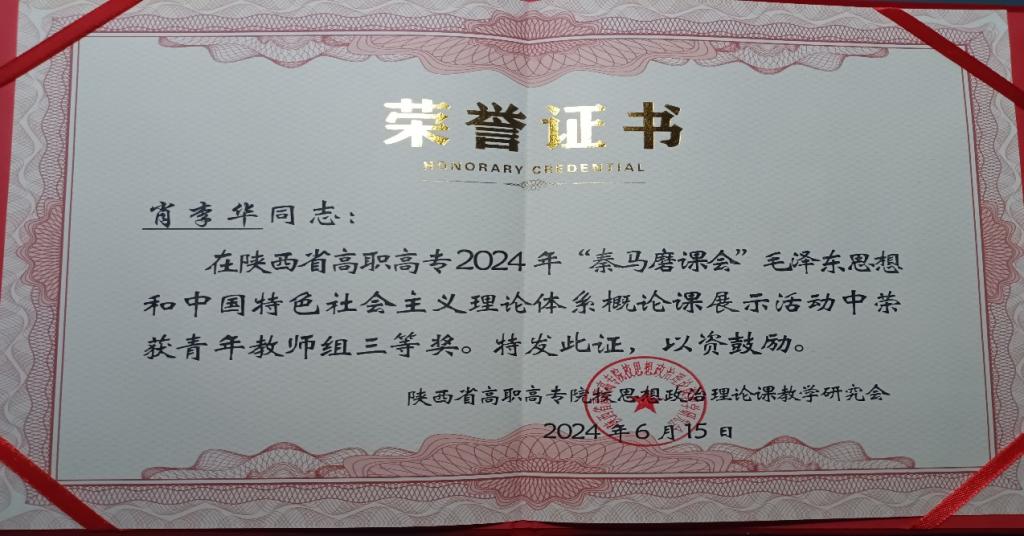 荣誉证书
HONORARY CREDENTIAL
肖李华同志：
在陕西省高职高专2024年“秦马磨课会”毛泽东思想
和中国特色社会主义理论体系概论课展示活动中荣
获青年教师组三等奖。特发此证，以资鼓励。
陕西省高职高专院校思想政治理论课教学研究会
2024年6月15日